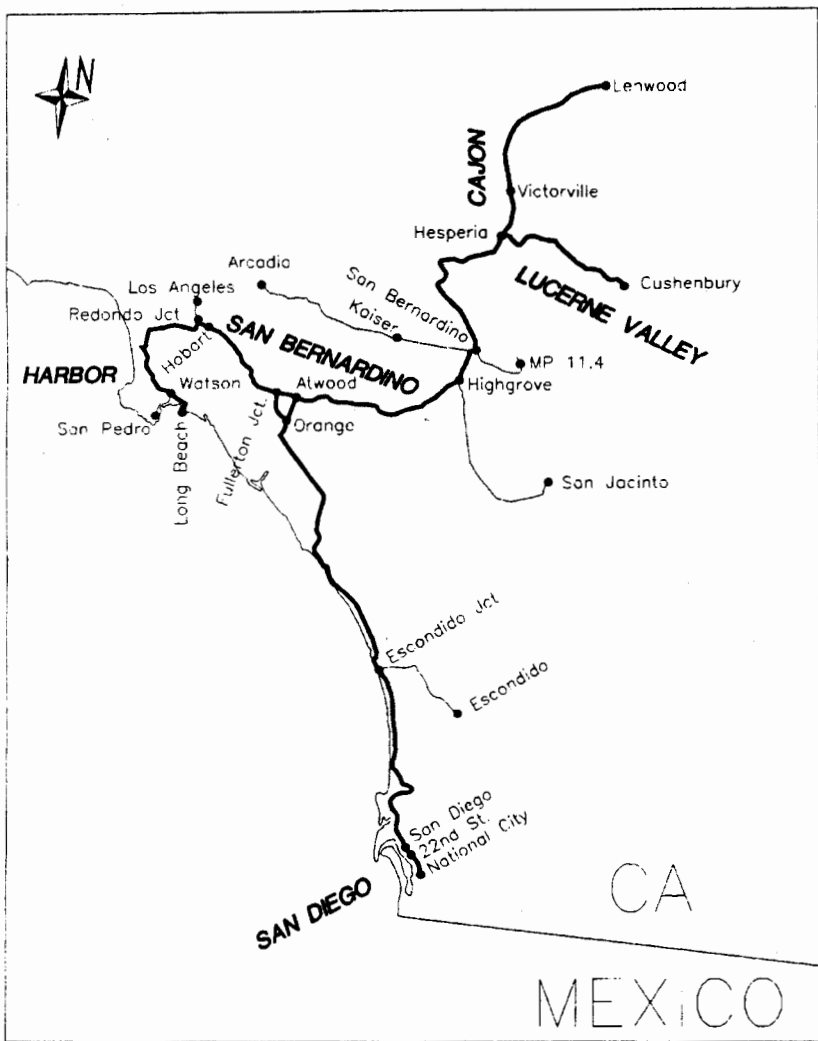 N
Lenwood
CAJON
Victorville
Hesperia
LUCERNE VALLEY
Cushenbury
Arcadia
San Bernardino
Kaiser
Los Angeles
Redondo Jct
SAN BERNARDINO
Hobart
MP 11.4
HARBOR
Watson
Atwood
Highgrove
San Pedro
Long Beach
Fullerton Jct.
Orange
San Jacinto
Escondido Jct
Escondido
San Diego
22nd St.
National City
SAN DIEGO
CA
MEXiCO